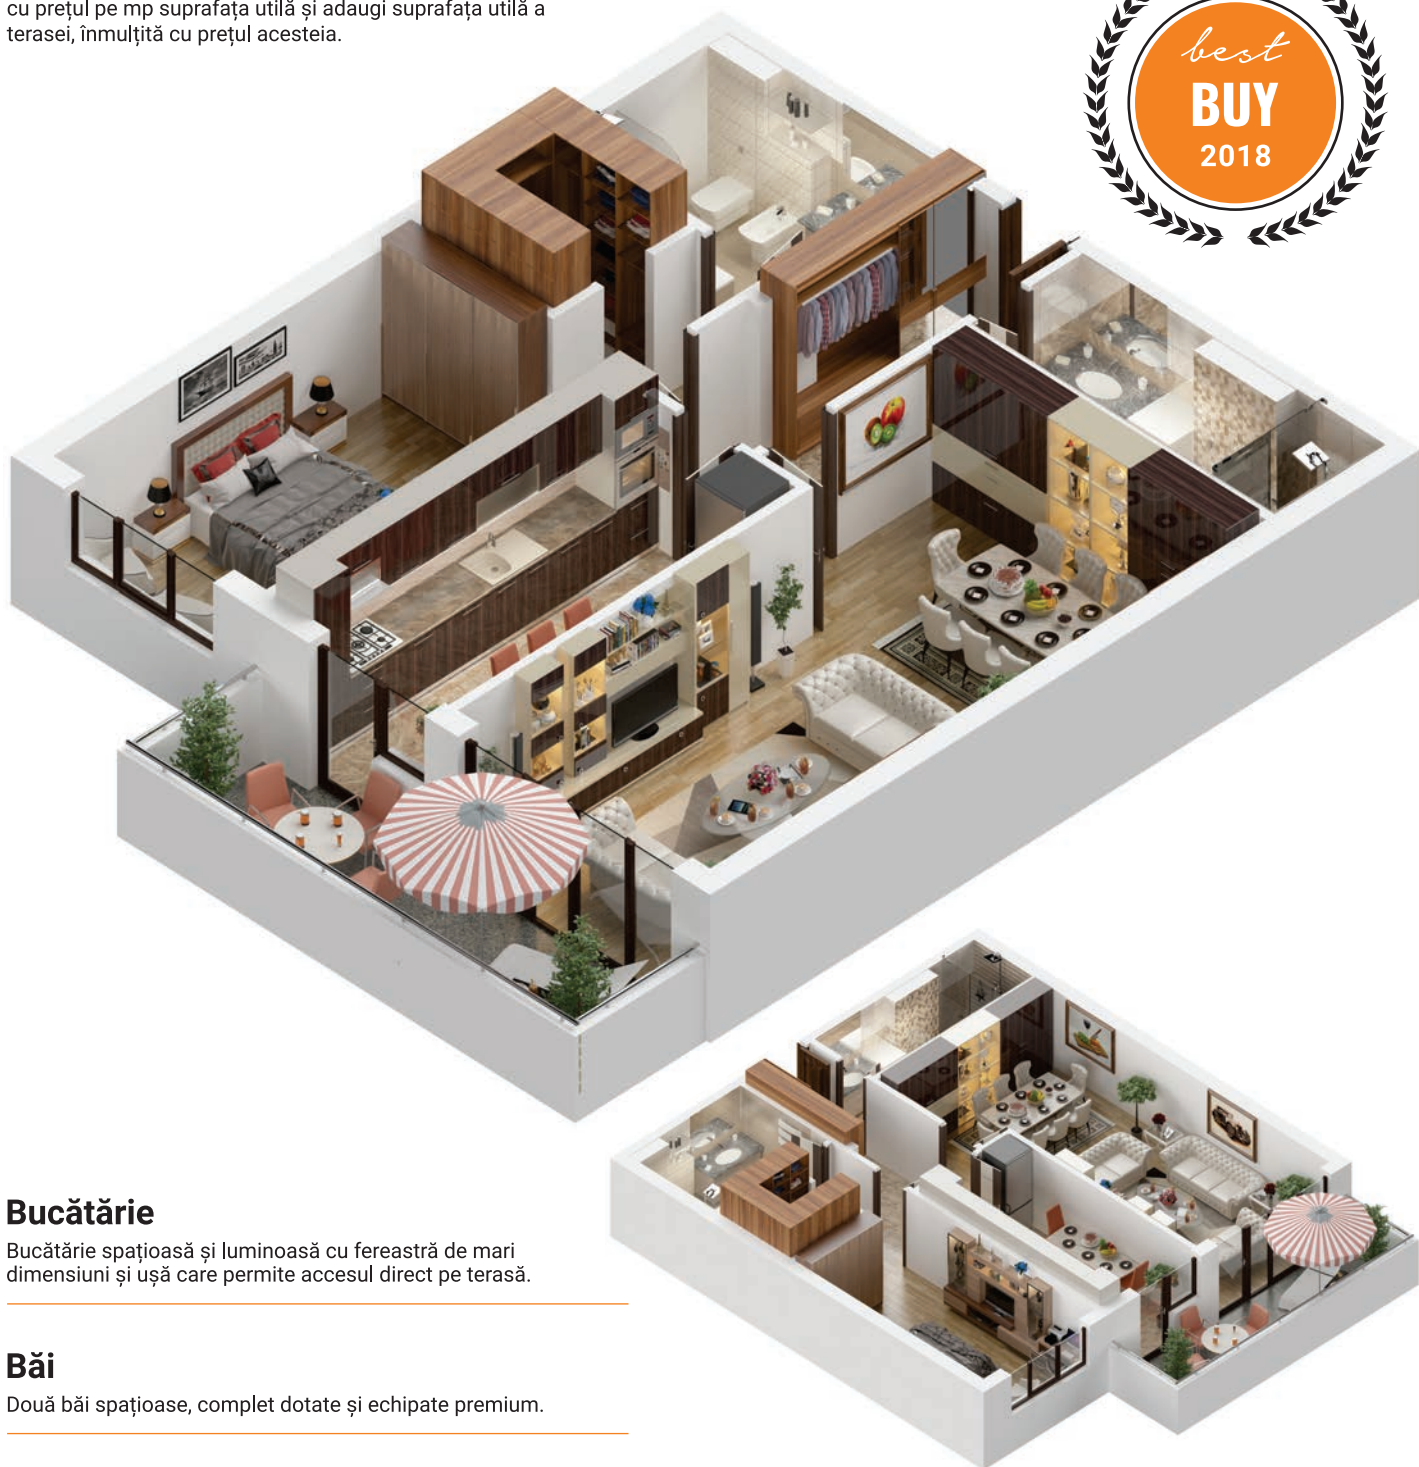 cu prețul pe mp suprafața utilă și adaugi suprafața utilă a
terasei, înmulțită cu prețul acesteia.
best
BUY
2018
Bucătărie
Bucătărie spațioasă și luminoasă cu fereastră de mari
dimensiuni și ușă care permite accesul direct pe terasă.
Băi
Două băi spațioase, complet dotate și echipate premium.